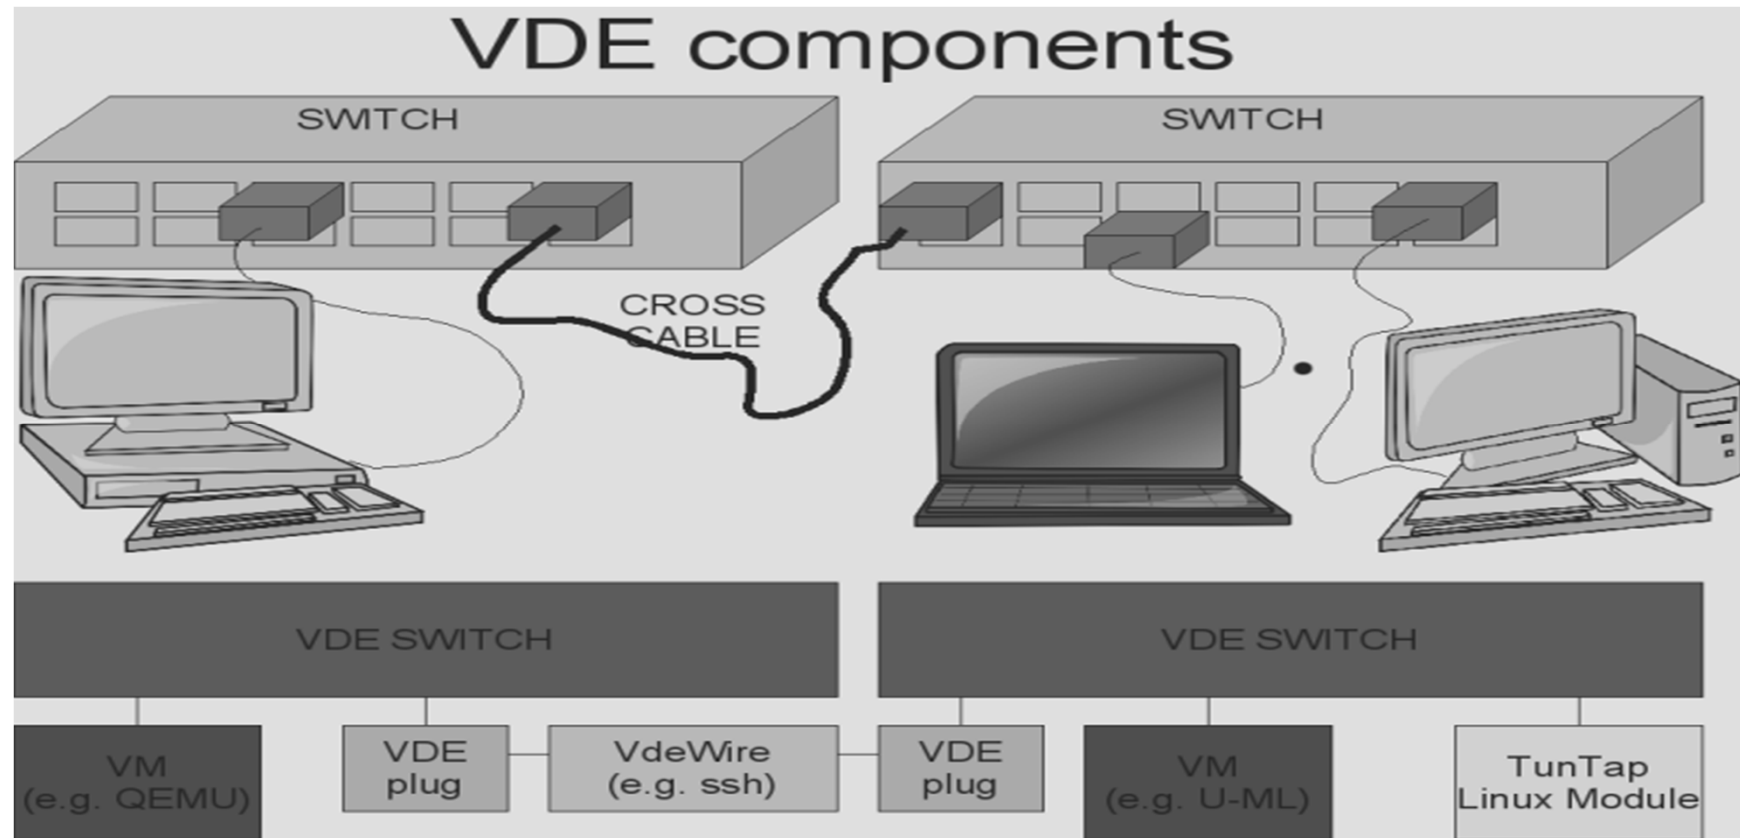 VDE components
SWITCH
SWITCH
CROSS
CABLE
VDE SWITCH
VDE SWITCH
VM
(e.g. QEMU)
VDE
plug
VdeWire
(e.g. ssh)
VDE
plug
VM
(e.g. U-ML)
TunTap
Linux Module